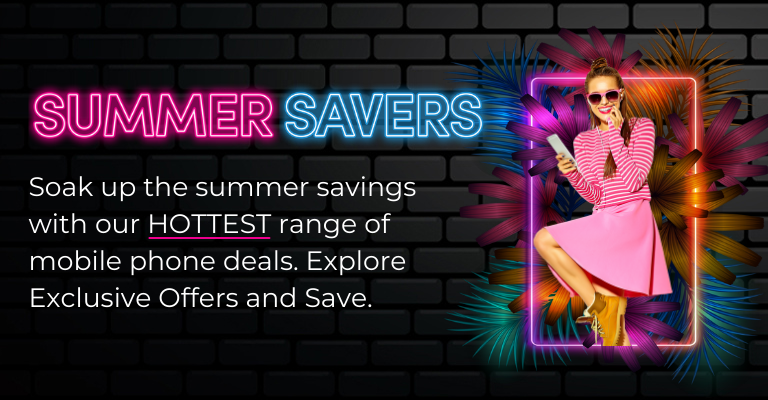 SUMMER SAVERS
Soak up the summer savings
with our HOTTEST range of
mobile phone deals. Explore
Exclusive Offers and Save.